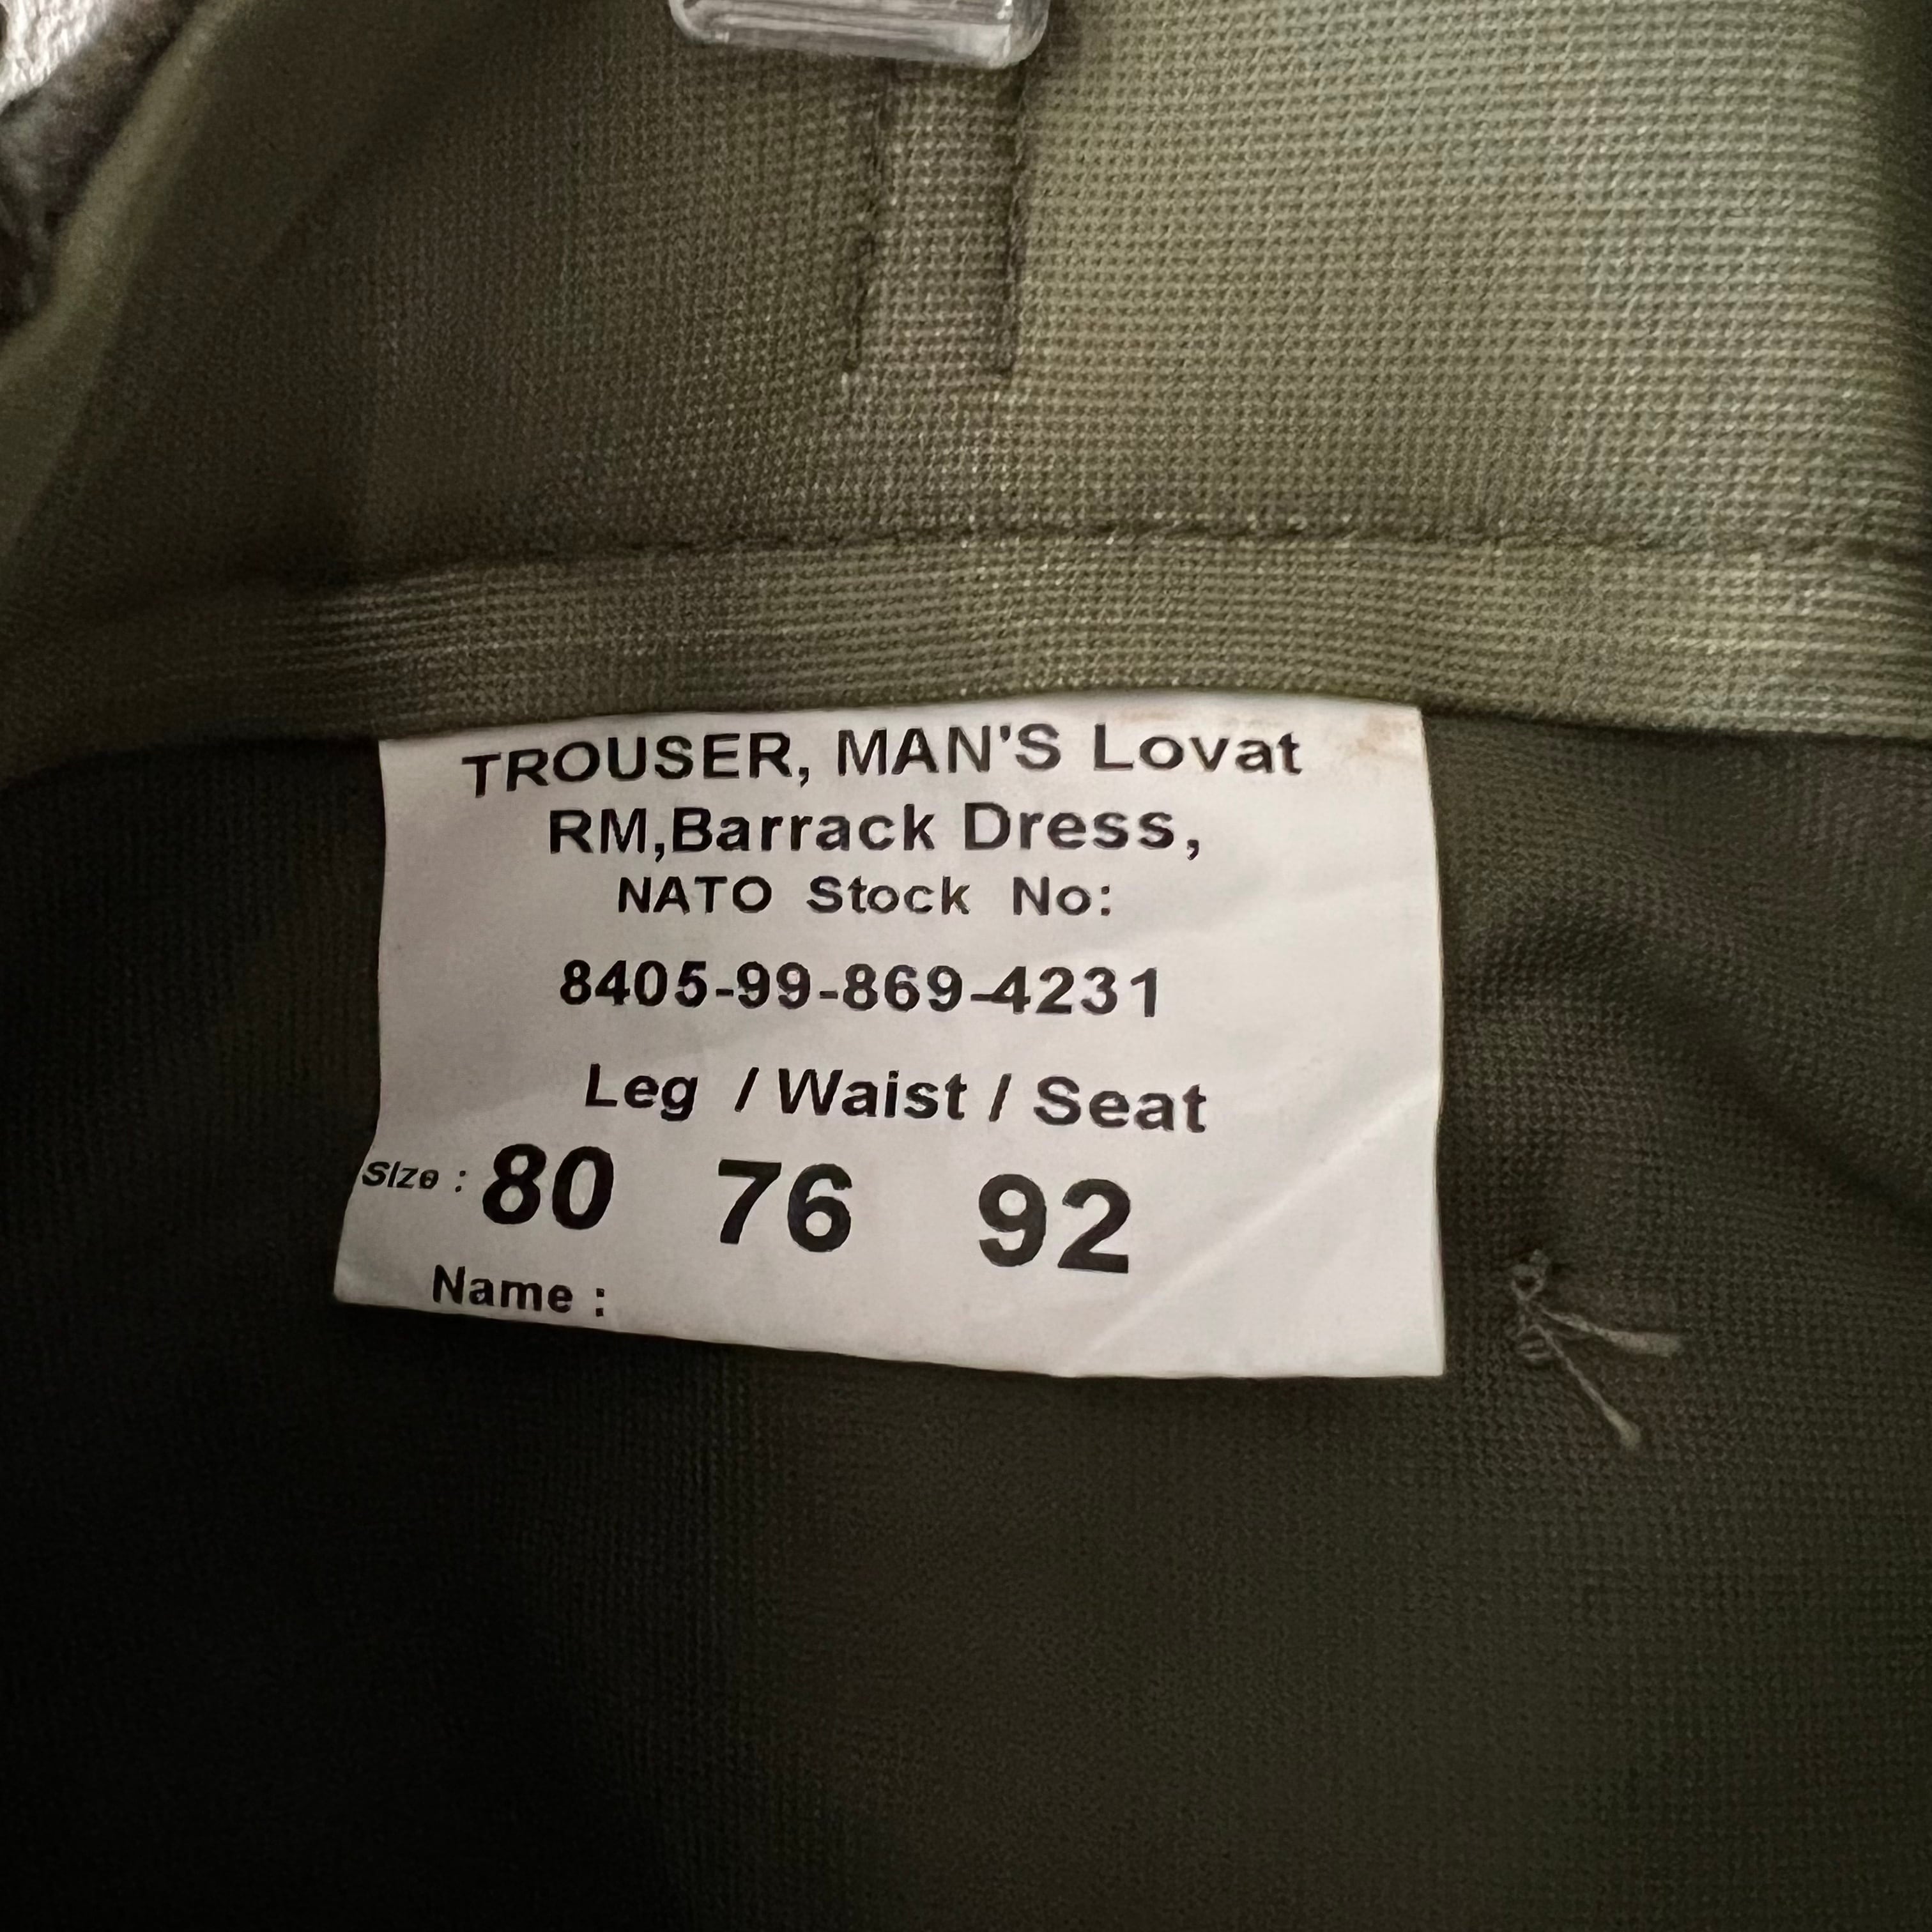 TROUSER, MAN'S Lovat
RM,Barrack Dress,
NATO Stock No:
8405-99-869-4231
Leg / Waist / Seat
Size : 80 76 92
Name :